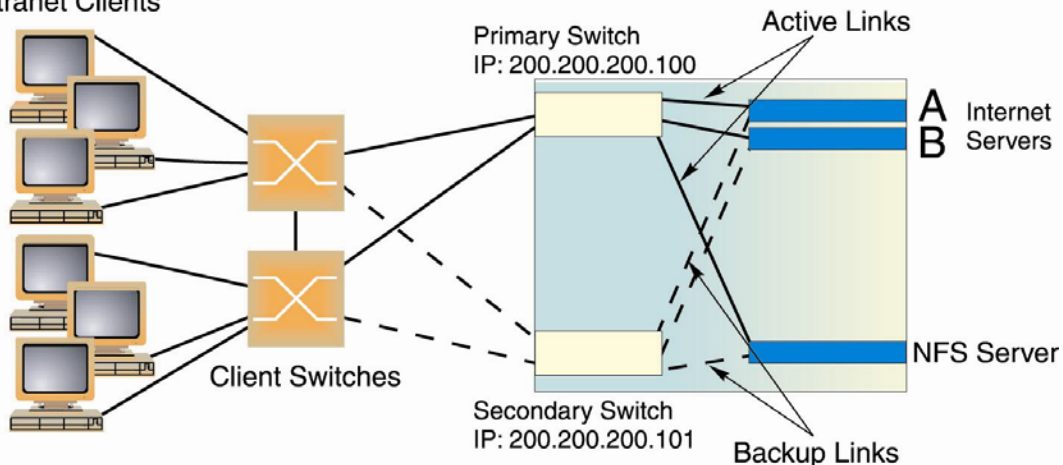 tranet Clients
Primary Switch
IP: 200.200.200.100
Active Links
A Internet
B Servers
Client Switches
NFS Server
Secondary Switch
IP: 200.200.200.101
Backup Links